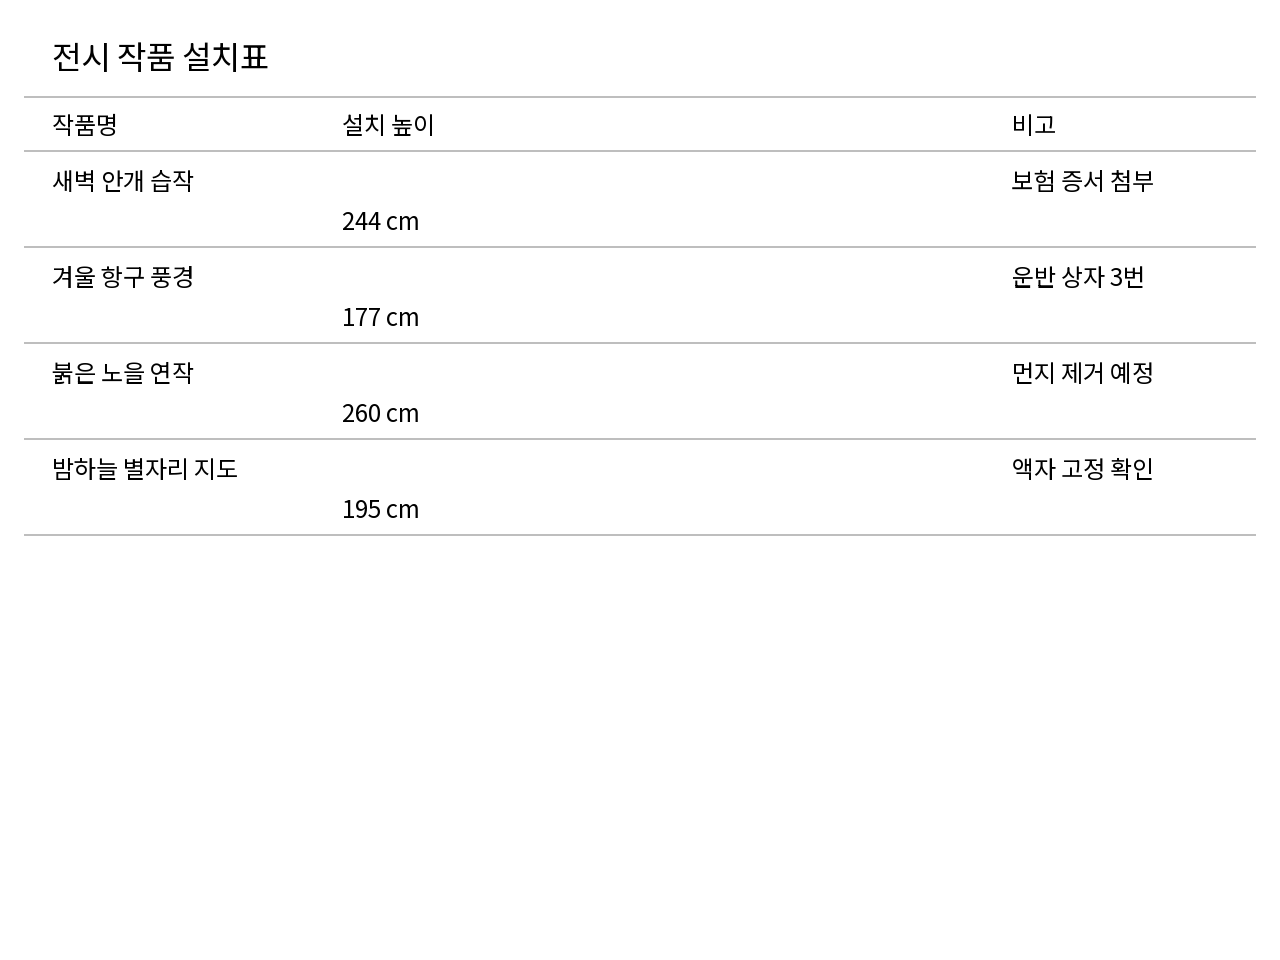 전시 작품 설치표
작품명 설치 높이 비고
새벽 안개 습작 보험 증서 첨부
244 cm
겨울 항구 풍경 운반 상자 3번
177 cm
붉은 노을 연작 먼지 제거 예정
260 cm
밤하늘 별자리 지도 액자 고정 확인
195 cm